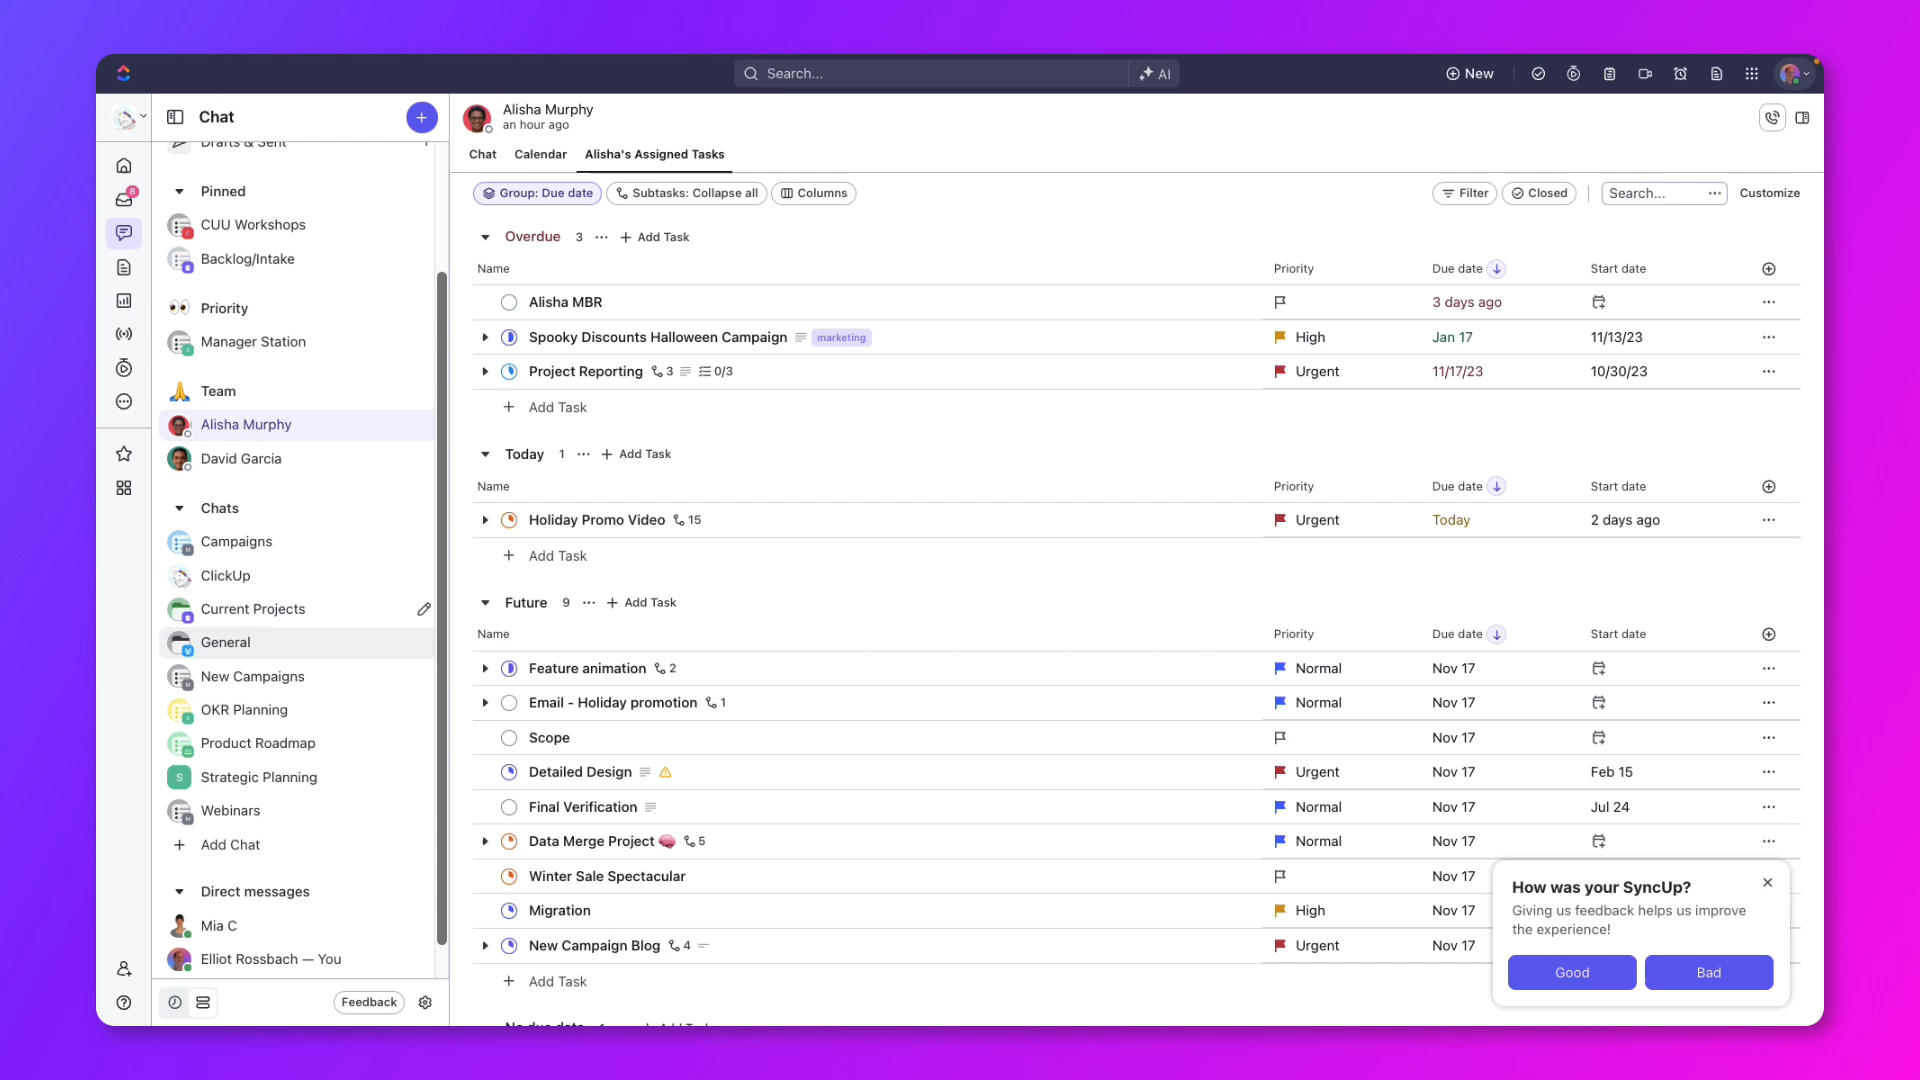 Search...
AI
New
Chat
Drafts & Sent
8
Pinned
CUU Workshops
Backlog/Intake
Priority
Manager Station
Team
Alisha Murphy
David Garcia
Chats
Campaigns
ClickUp
Current Projects
General
New Campaigns
OKR Planning
Product Roadmap
S
Strategic Planning
Webinars
Add Chat
Direct messages
Mia C
Elliot Rossbach — You
Feedback
Alisha Murphy
an hour ago
Chat Calendar Alisha's Assigned Tasks
Group: Due date Subtasks: Collapse all Columns
Filter Closed Search... Customize
Overdue 3 Add Task
Name Priority Due date Start date
Alisha MBR 3 days ago
Spooky Discounts Halloween Campaign marketing High Jan 17 11/13/23
Project Reporting 3 0/3 Urgent 11/17/23 10/30/23
Add Task
Today 1 Add Task
Name Priority Due date Start date
Holiday Promo Video 15 Urgent Today 2 days ago
Add Task
Future 9 Add Task
Name Priority Due date Start date
Feature animation 2 Normal Nov 17
Email - Holiday promotion 1 Normal Nov 17
Scope Nov 17
Detailed Design Urgent Nov 17 Feb 15
Final Verification Normal Nov 17 Jul 24
Data Merge Project 5 Normal Nov 17
Winter Sale Spectacular Nov 17
Migration High Nov 17
New Campaign Blog 4 Urgent Nov 17
Add Task
No due date Add Task
How was your SyncUp?
Giving us feedback helps us improve
the experience!
Good Bad